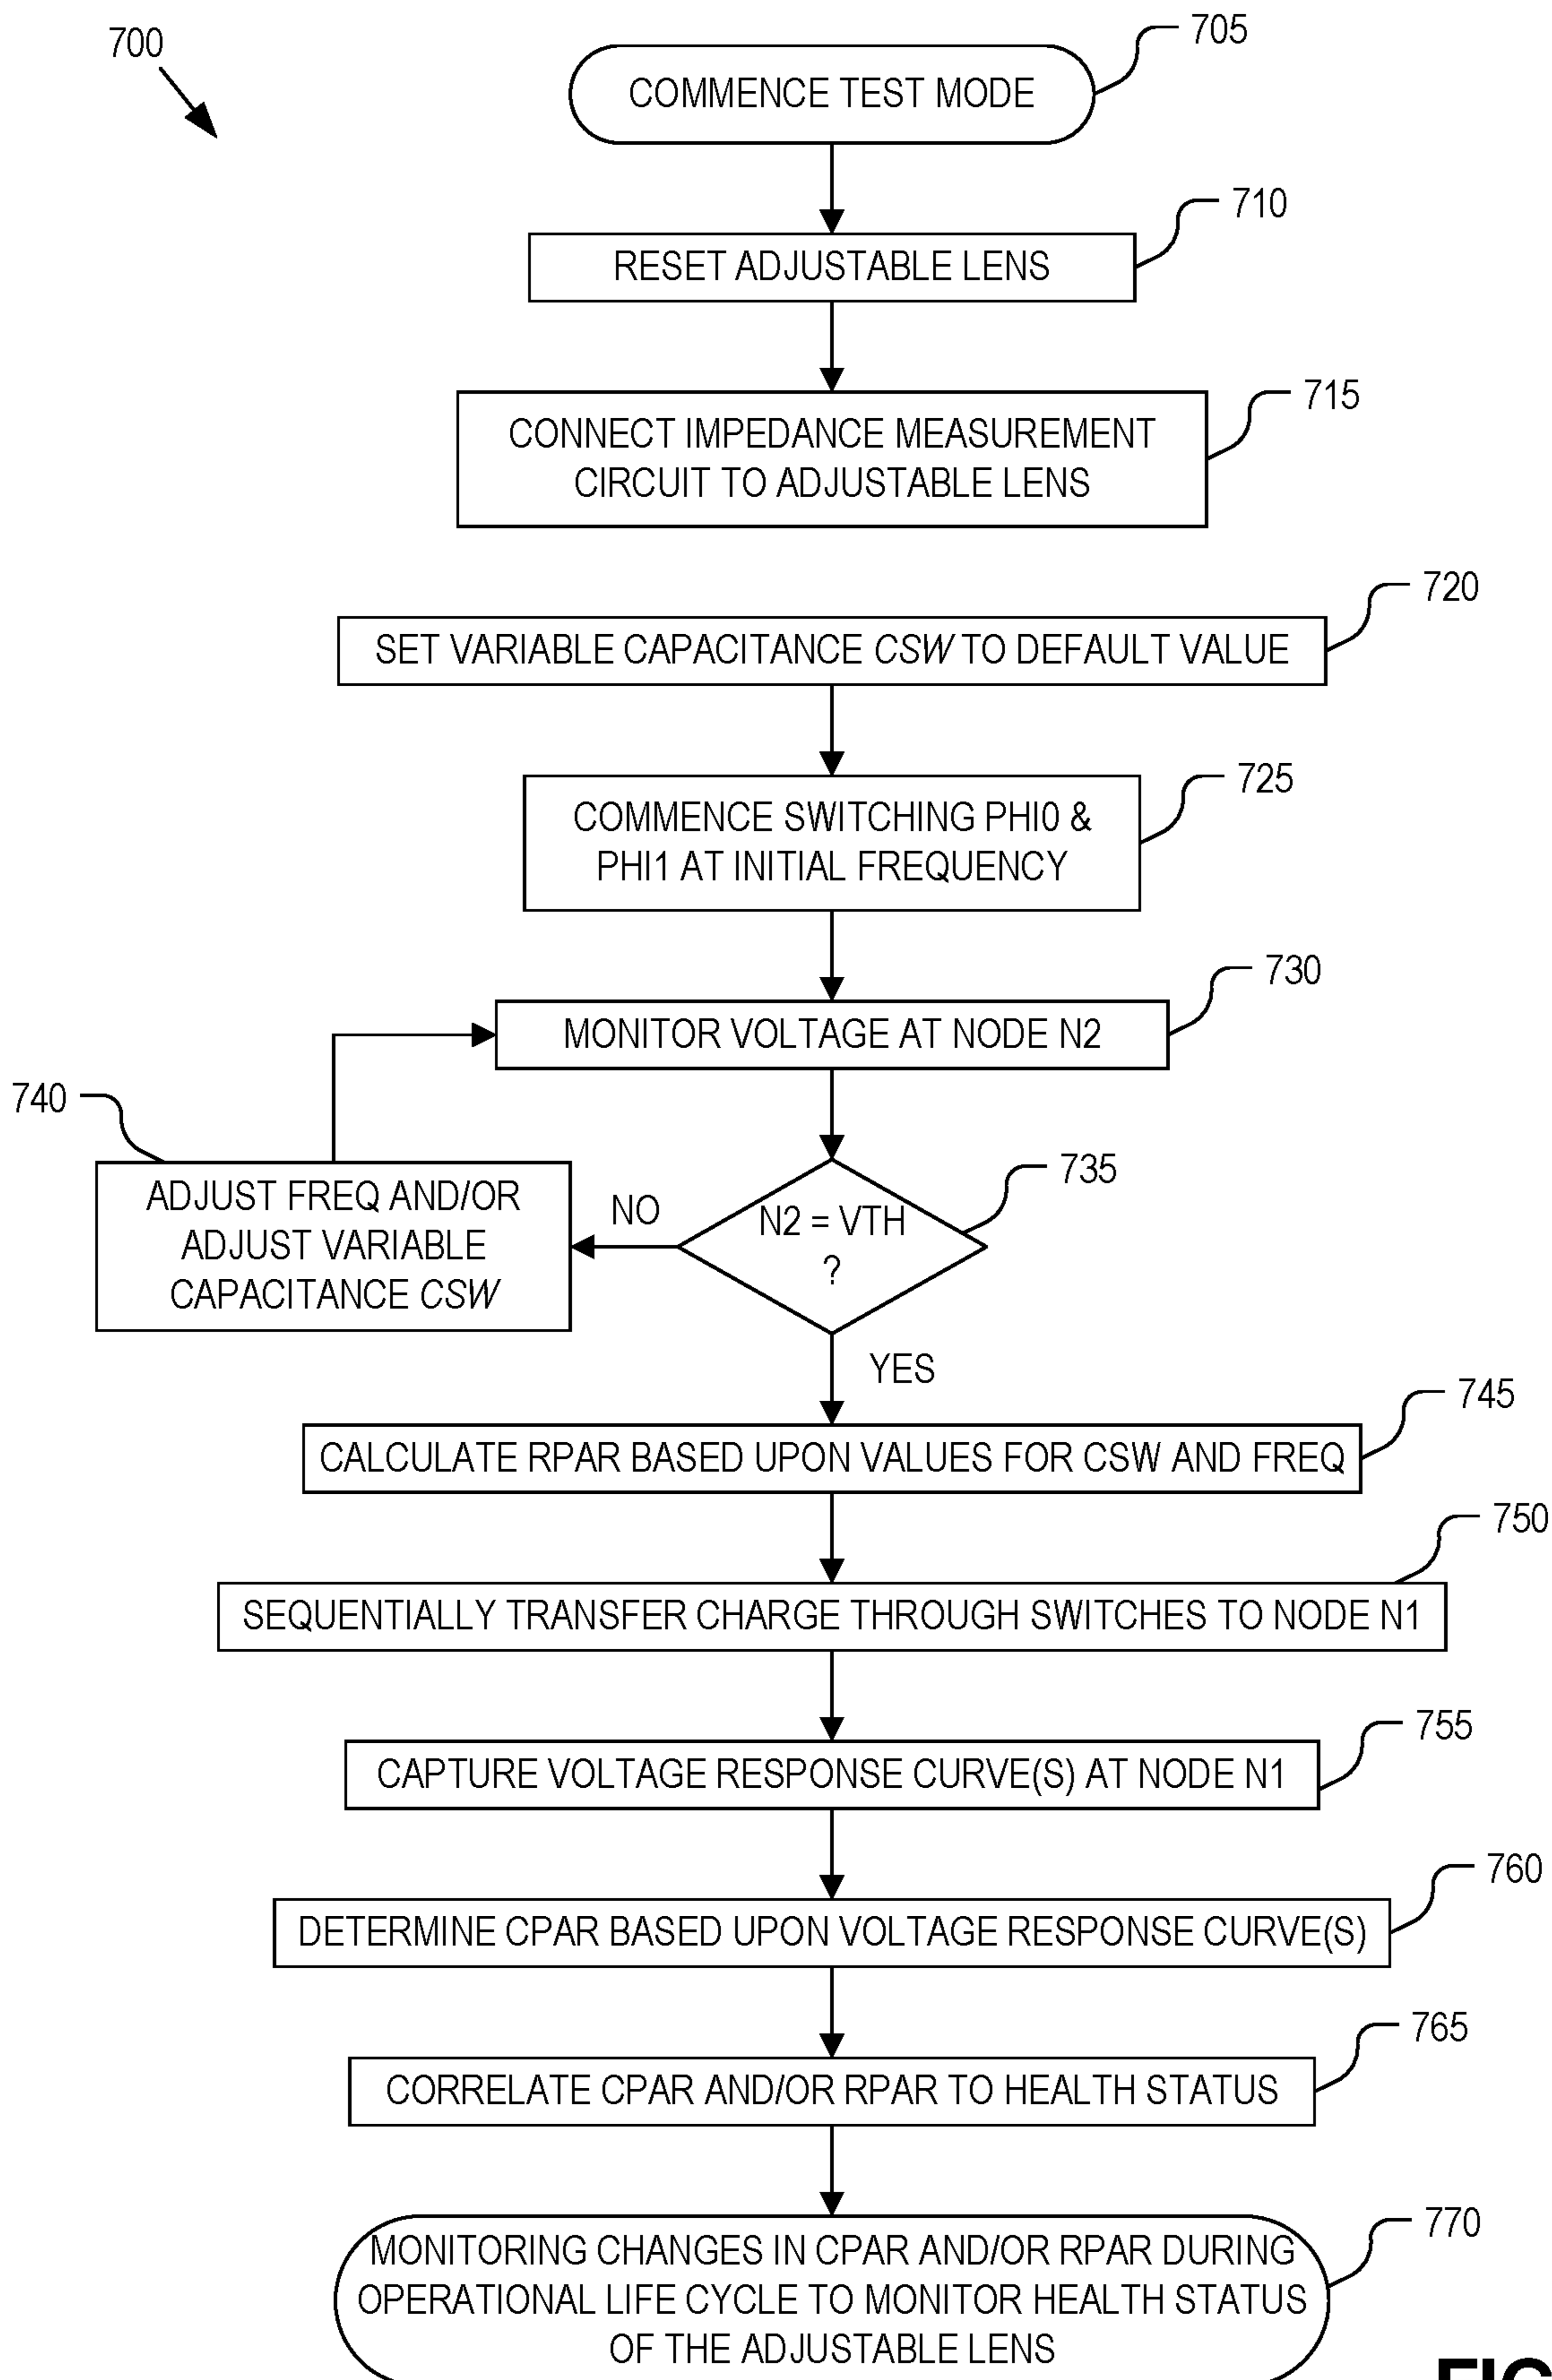 700
705
COMMENCE TEST MODE
710
RESET ADJUSTABLE LENS
715
CONNECT IMPEDANCE MEASUREMENT
CIRCUIT TO ADJUSTABLE LENS
720
SET VARIABLE CAPACITANCE CSW TO DEFAULT VALUE
725
COMMENCE SWITCHING PHI0 &
PHI1 AT INITIAL FREQUENCY
730
MONITOR VOLTAGE AT NODE N2
740
ADJUST FREQ AND/OR
ADJUST VARIABLE
CAPACITANCE CSW
NO
735
N2 = VTH
?
YES
745
CALCULATE RPAR BASED UPON VALUES FOR CSW AND FREQ
750
SEQUENTIALLY TRANSFER CHARGE THROUGH SWITCHES TO NODE N1
755
CAPTURE VOLTAGE RESPONSE CURVE(S) AT NODE N1
760
DETERMINE CPAR BASED UPON VOLTAGE RESPONSE CURVE(S)
765
CORRELATE CPAR AND/OR RPAR TO HEALTH STATUS
770
MONITORING CHANGES IN CPAR AND/OR RPAR DURING
OPERATIONAL LIFE CYCLE TO MONITOR HEALTH STATUS
OF THE ADJUSTABLE LENS